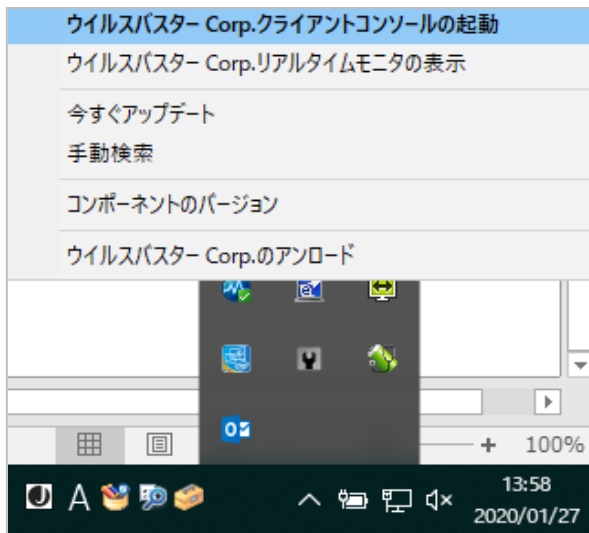 ウイルスバスター Corp.クライアントコンソールの起動
ウイルスバスター Corp.リアルタイムモニタの表示
今すぐアップデート
手動検索
コンポーネントのバージョン
ウイルスバスター Corp.のアンロード
100%
A
13:58
2020/01/27